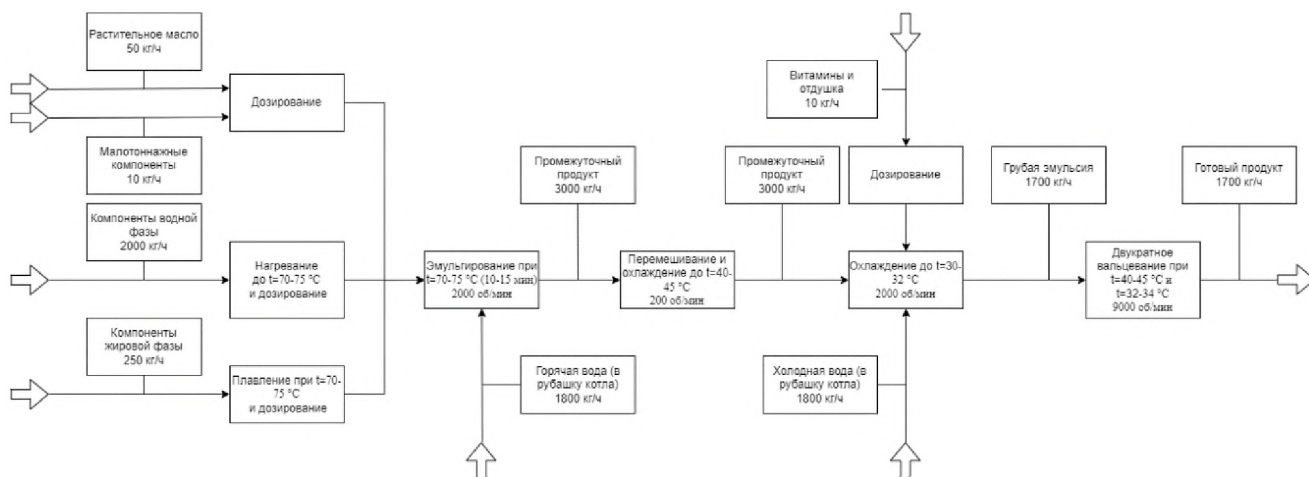 Растительное масло
50 кг/ч
Дозирование
Малотоннажные
компоненты
10 кг/ч
Компоненты водной
фазы
2000 кг/ч
Нагревание
до t=70-75 °C
и дозирование
Компоненты
жировой фазы
250 кг/ч
Плавление при t=70-
75 °C
и дозирование
Эмульгирование при
t=70-75 °C (10-15 мин)
2000 об/мин
Горячая вода (в
рубашку котла)
1800 кг/ч
Промежуточный
продукт
3000 кг/ч
Перемешивание и
охлаждение до t=40-
45 °C
200 об/мин
Промежуточный
продукт
3000 кг/ч
Витамины и
отдушка
10 кг/ч
Дозирование
Охлаждение до t=30-
32 °C
2000 об/мин
Холодная вода (в
рубашку котла)
1800 кг/ч
Грубая эмульсия
1700 кг/ч
Двухкратное
вальцевание при
t=40-45 °C и
t=32-34 °C
9000 об/мин
Готовый продукт
1700 кг/ч